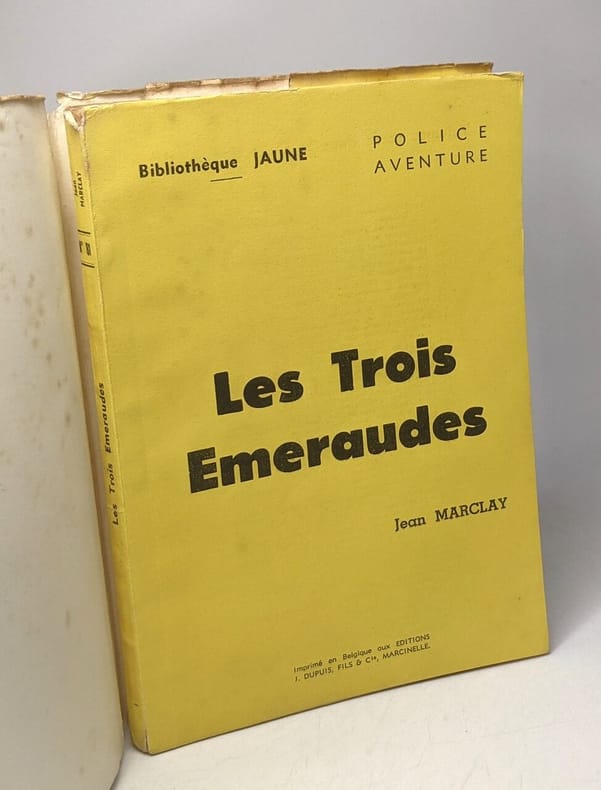 Bibliothèque JAUNE
POLICE
AVENTURE
Les Trois
Emeraudes
Jean MARCLAY
Imprimé en Belgique aux EDITIONS
J. DUPUIS, FILS & Cie, MARCINELLE.
Jean
MARCLAY
Les Trois Emeraudes